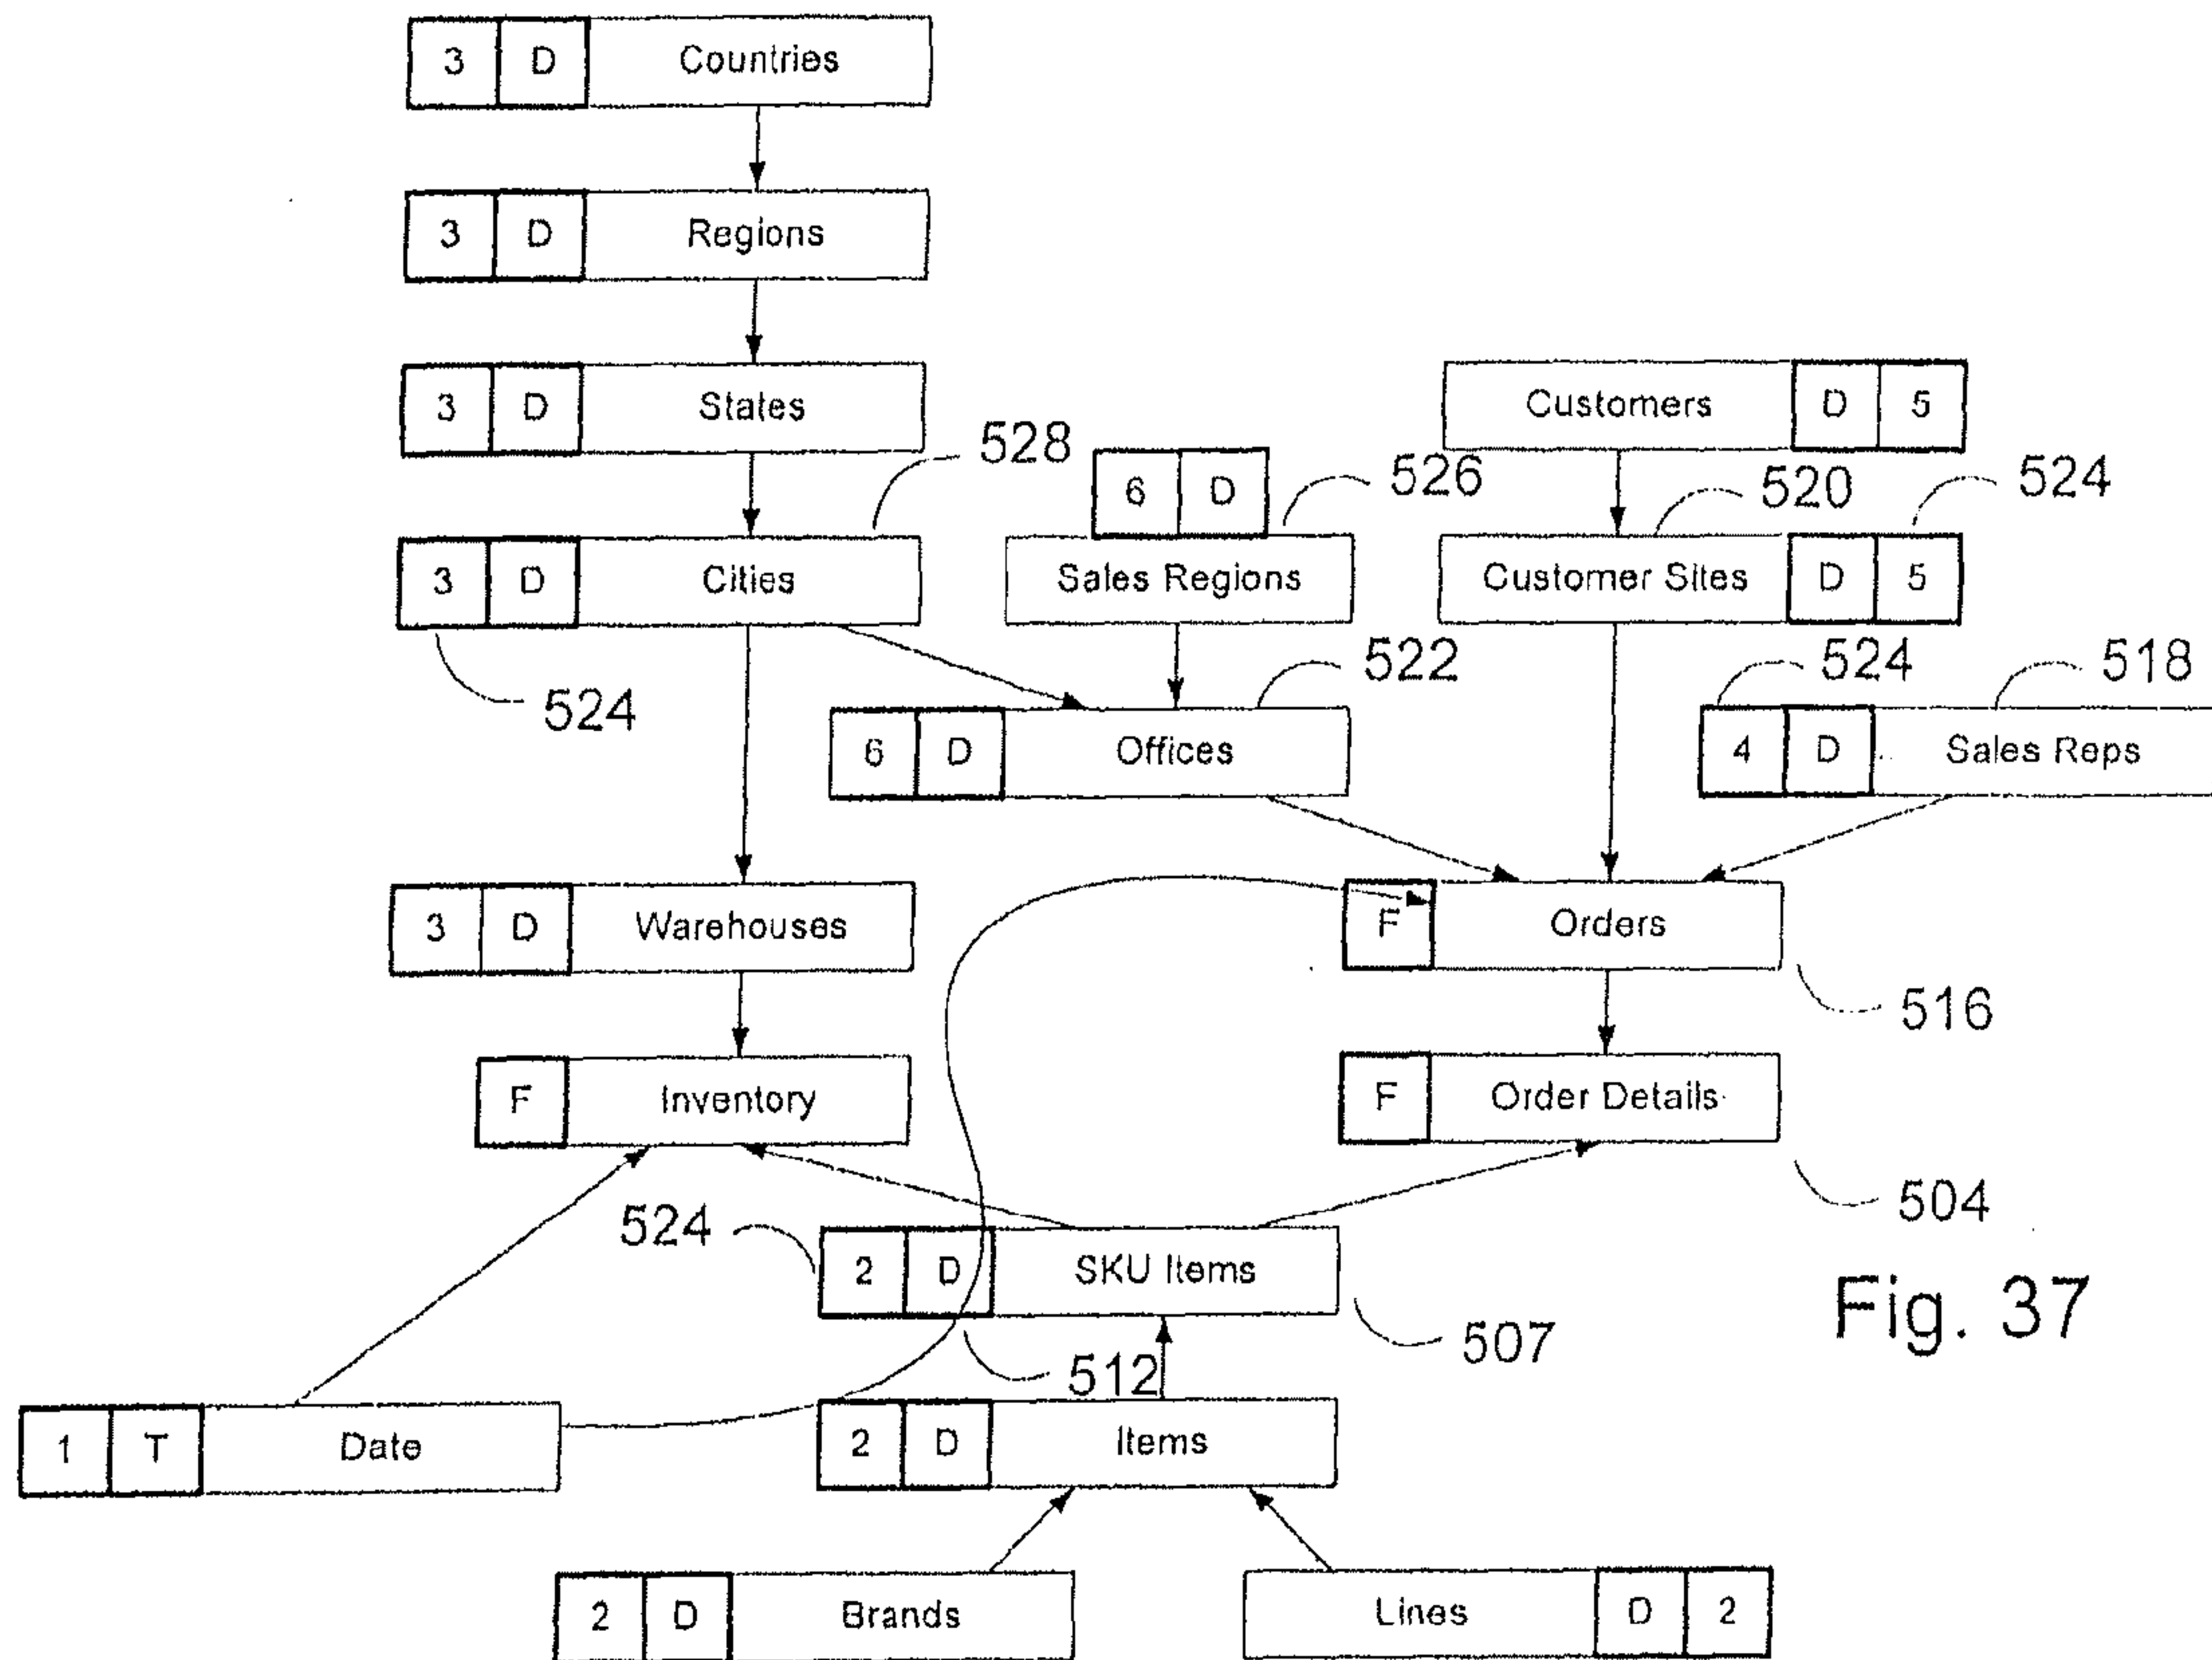 3 D Countries
3 D Regions
3 D States
Customers D 5
528
6 D
526
520
524
3 D Cities
Sales Regions
Customer Sites D 5
524
522
524
518
6 D Offices
4 D Sales Reps
3 D Warehouses
F Orders
516
F Inventory
F Order Details
504
524
2 D SKU Items
507
Fig. 37
512
1 T Date
2 D Items
2 D Brands
Lines D 2